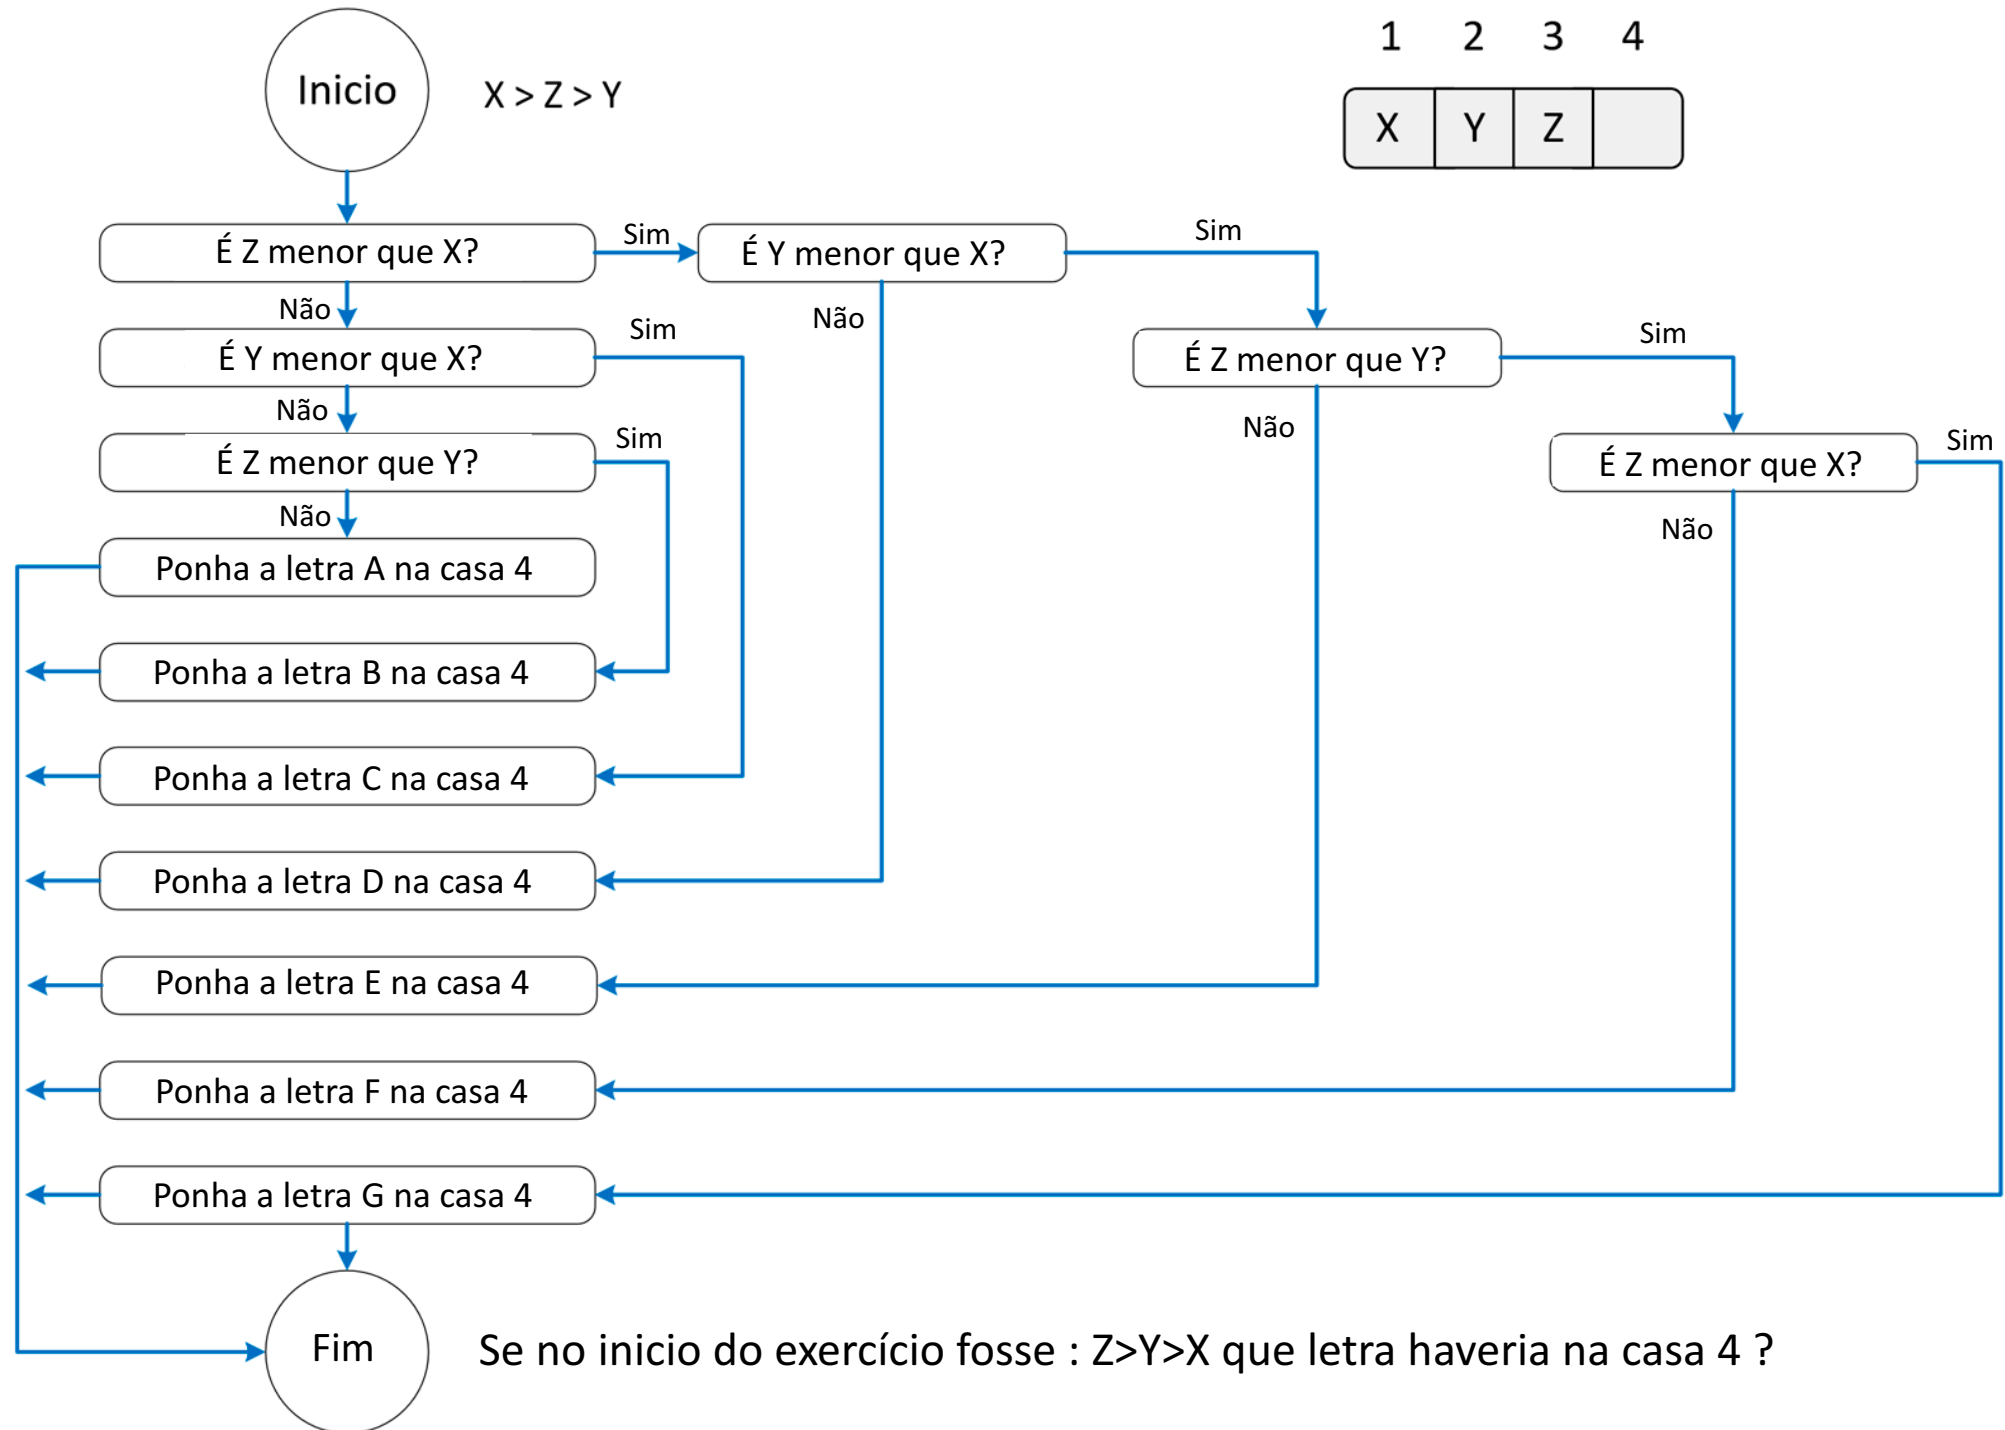 1 2 3 4
Inicio
X > Z > Y
X Y Z
É Z menor que X?
Sim
É Y menor que X?
Sim
Não
Não
É Y menor que X?
Sim
É Z menor que Y?
Sim
Não
Não
É Z menor que Y?
Sim
É Z menor que X?
Sim
Não
Não
Ponha a letra A na casa 4
Ponha a letra B na casa 4
Ponha a letra C na casa 4
Ponha a letra D na casa 4
Ponha a letra E na casa 4
Ponha a letra F na casa 4
Ponha a letra G na casa 4
Fim
Se no inicio do exercício fosse : Z>Y>X que letra haveria na casa 4 ?